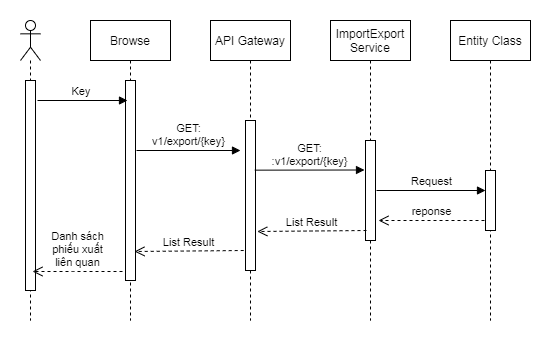 Browse
API Gateway
ImportExport
Service
Entity Class
Key
GET:
v1/export/{key}
GET:
:v1/export/{key}
Request
reponse
List Result
List Result
Danh sách
phiếu xuất
liên quan